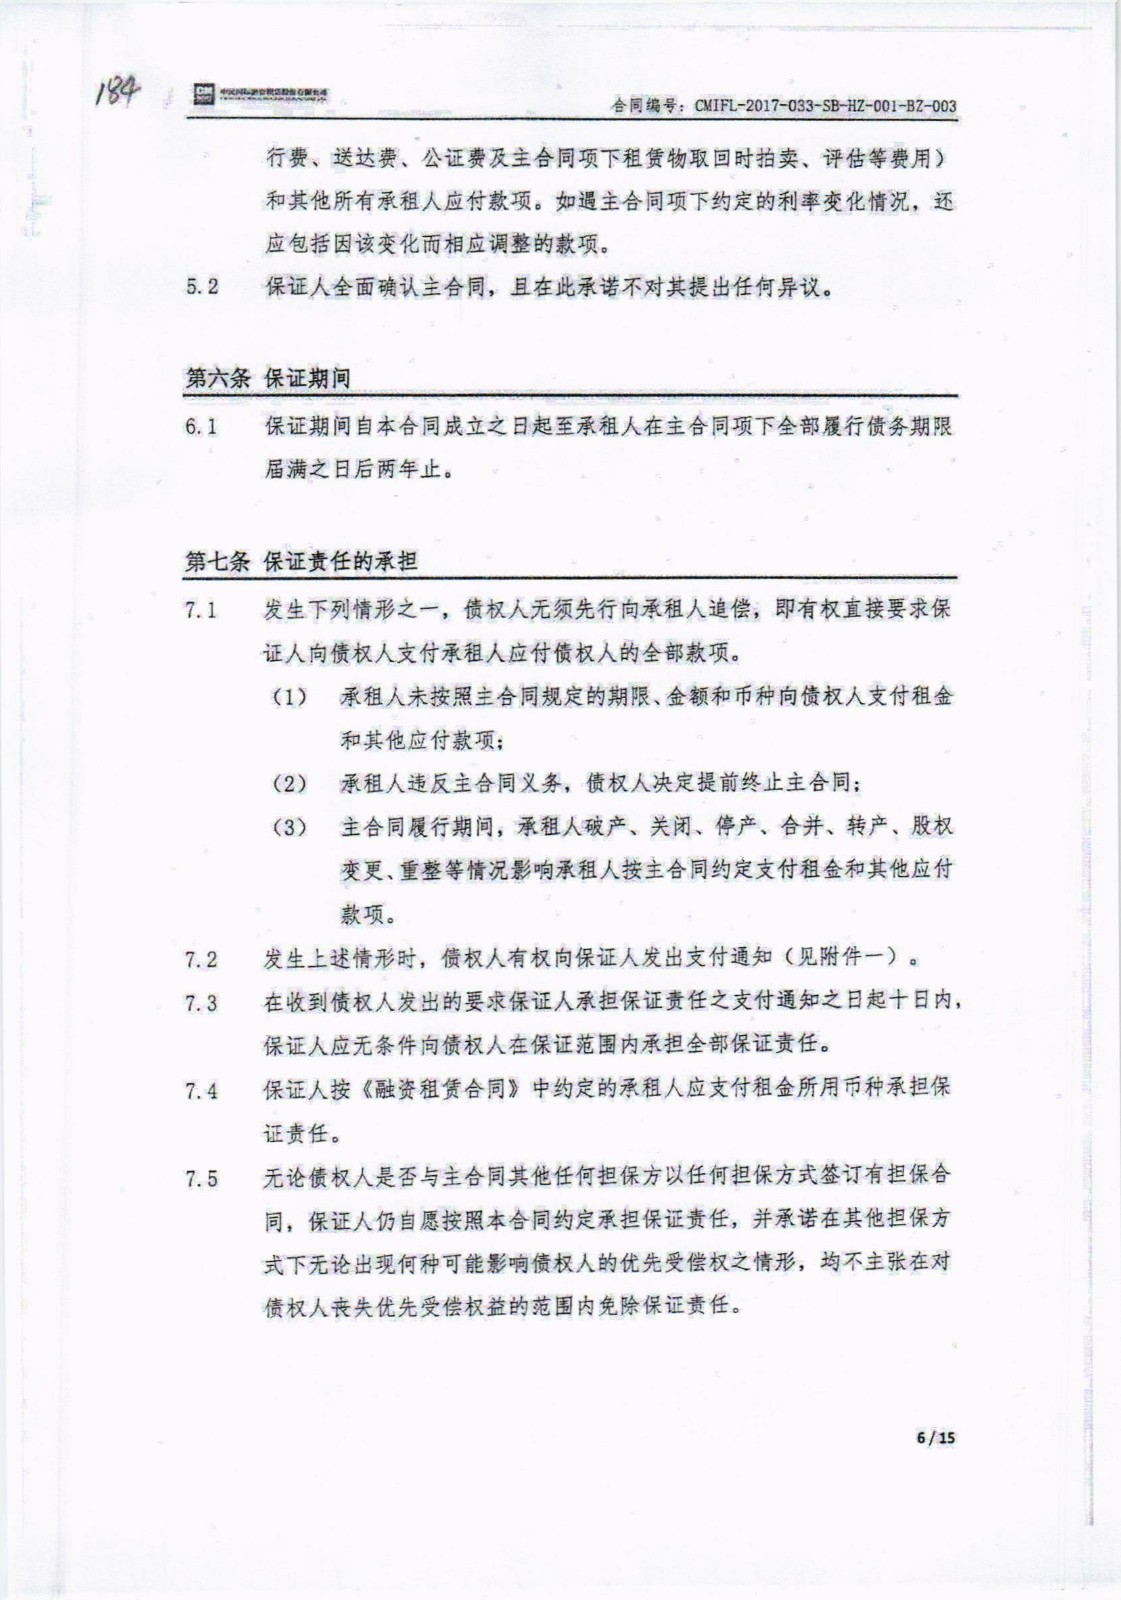 184
合同编号：CMIFL-2017-033-SB-HZ-001-BZ-003
行费、送达费、公证费及主合同项下租赁物取回时拍卖、评估等费用）
和其他所有承租人应付款项。如遇主合同项下约定的利率变化情况，还
应包括因该变化而相应调整的款项。
5.2 保证人全面确认主合同，且在此承诺不对其提出任何异议。
第六条 保证期间
6.1 保证期间自本合同成立之日起至承租人在主合同项下全部履行债务期限
届满之日后两年止。
第七条 保证责任的承担
7.1 发生下列情形之一，债权人无须先行向承租人追偿，即有权直接要求保
证人向债权人支付承租人应付债权人的全部款项。
（1） 承租人未按照主合同规定的期限、金额和币种向债权人支付租金
和其他应付款项；
（2） 承租人违反主合同义务，债权人决定提前终止主合同；
（3） 主合同履行期间，承租人破产、关闭、停产、合并、转产、股权
变更、重整等情况影响承租人按主合同约定支付租金和其他应付
款项。
7.2 发生上述情形时，债权人有权向保证人发出支付通知（见附件一）。
7.3 在收到债权人发出的要求保证人承担保证责任之支付通知之日起十日内，
保证人应无条件向债权人在保证范围内承担全部保证责任。
7.4 保证人按《融资租赁合同》中约定的承租人应支付租金所用币种承担保
证责任。
7.5 无论债权人是否与主合同其他任何担保方以任何担保方式签订有担保合
同，保证人仍自愿按照本合同约定承担保证责任，并承诺在其他担保方
式下无论出现何种可能影响债权人的优先受偿权之情形，均不主张在对
债权人丧失优先受偿权益的范围内免除保证责任。
6 / 15